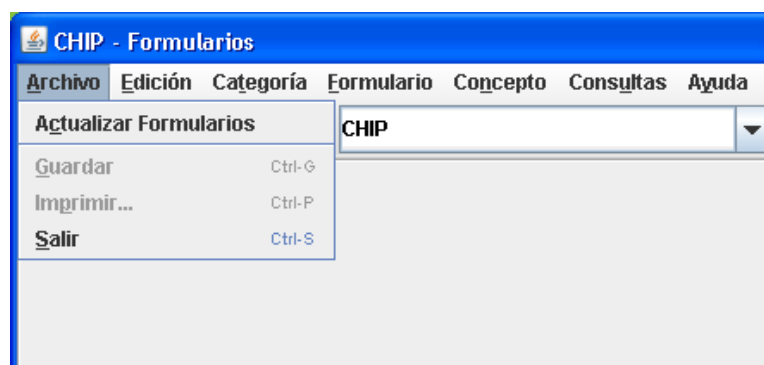 CHIP - Formularios
Archivo Edición Categoría Formulario Concepto Consultas Ayuda
Actualizar Formularios
CHIP
Guardar Ctrl-G
Imprimir... Ctrl-P
Salir Ctrl-S